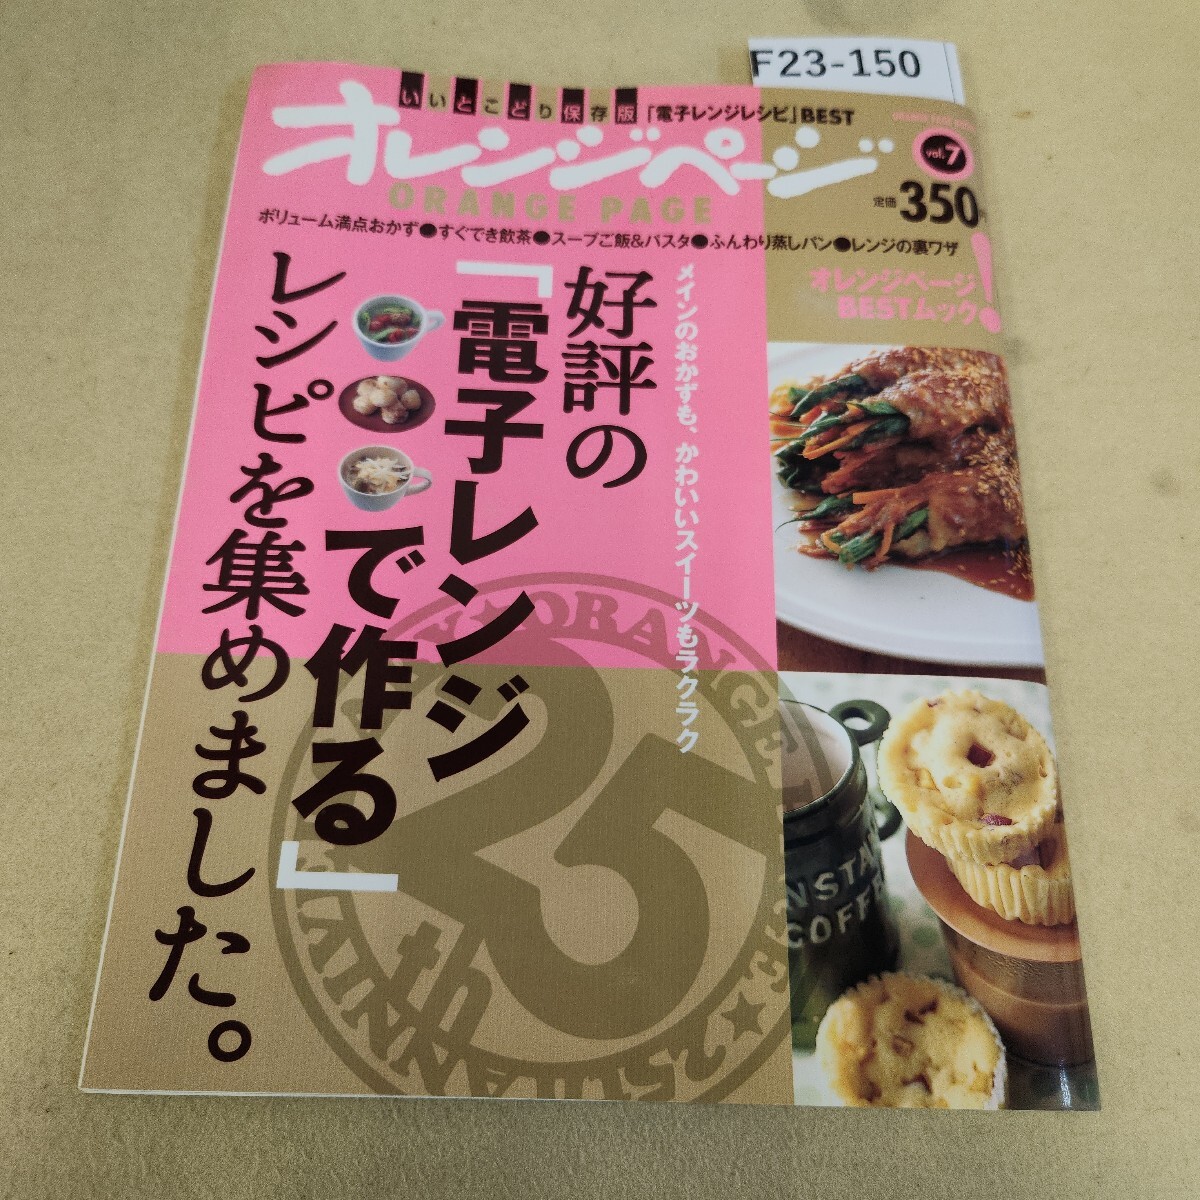 F23-150
いいとこどり保存版「電子レンジレシピ」BEST
オレンジページ
ORANGE PAGE
vol.7
定価350円
ボリューム満点おかず●すぐでき飲茶●スープご飯&パスタ●ふんわり蒸しパン●レンジの裏ワザ
オレンジページ
BESTムック!
メインのおかずも、かわいいスイーツもラクラク
好評の
「電子レンジ
で作る」
レシピを集めました。
25th
ORANGE
25TH ANNI
INSTA
COFFE